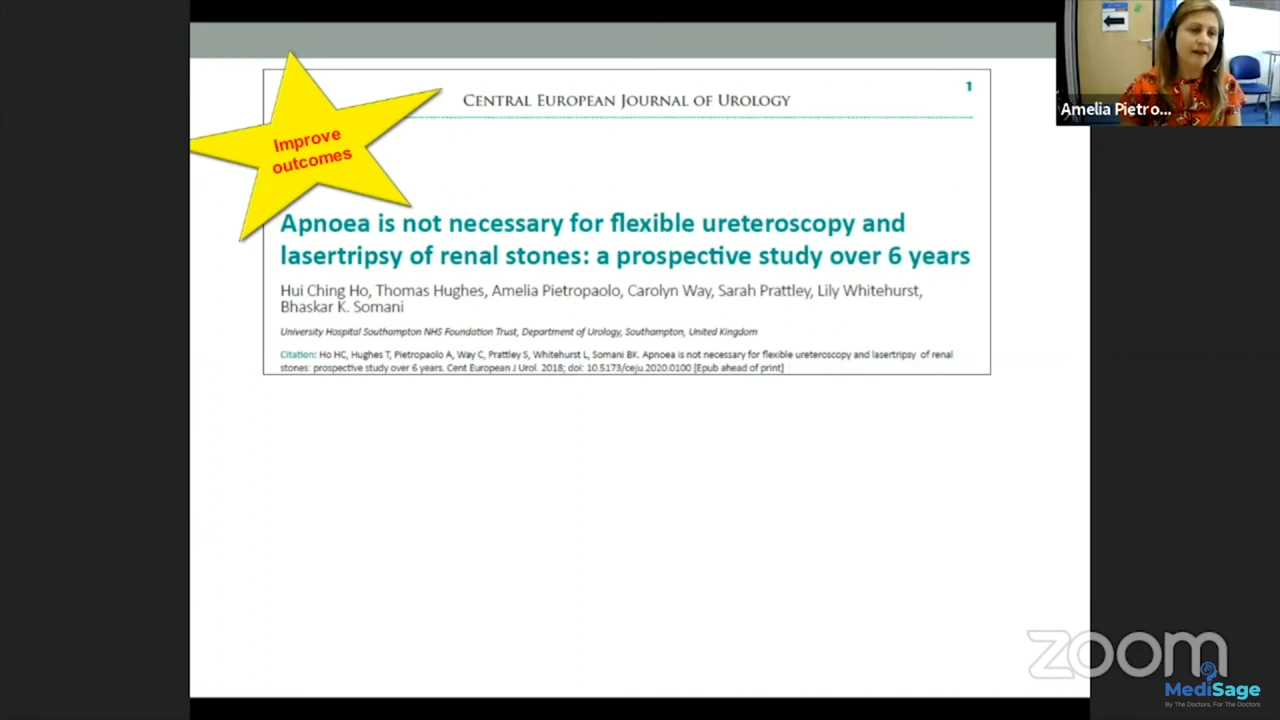 Improve
outcomes
CENTRAL EUROPEAN JOURNAL OF UROLOGY
1
Apnoea is not necessary for flexible ureteroscopy and
lasertripsy of renal stones: a prospective study over 6 years
Hui Ching Ho, Thomas Hughes, Amelia Pietropaolo, Carolyn Way, Sarah Prattley, Lily Whitehurst,
Bhaskar K. Somani
University Hospital Southampton NHS Foundation Trust, Department of Urology, Southampton, United Kingdom
Citation: Ho HC, Hughes T, Pietropaolo A, Way C, Prattley S, Whitehurst L, Somani BK. Apnoea is not necessary for flexible ureteroscopy and lasertripsy of renal
stones: prospective study over 6 years. Cent European J Urol. 2018; doi: 10.5173/ceju.2020.0100 [Epub ahead of print]
Amelia Pietro...
zoom
MediSage
By The Doctors, For The Doctors